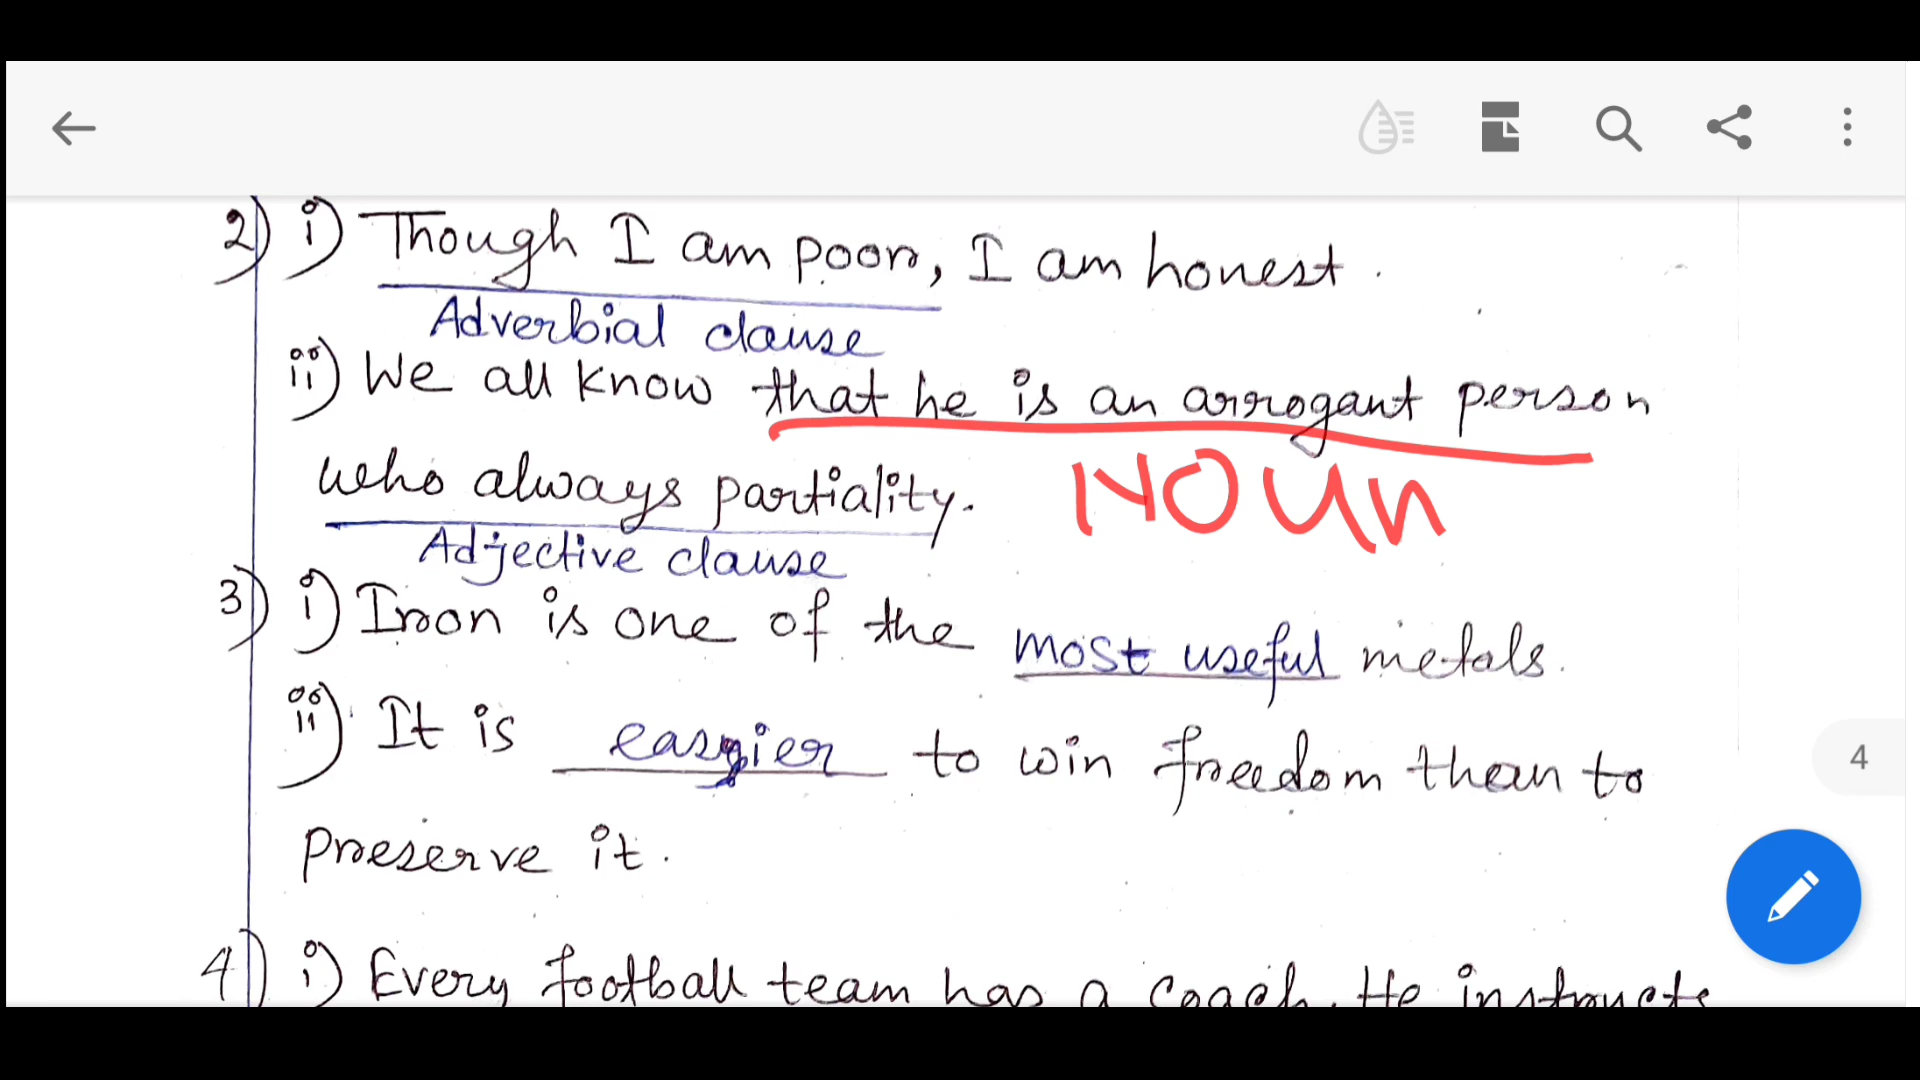 2) i) Though I am poor, I am honest.
Adverbial clause
ii) We all know that he is an arrogant person
NOUN
who always partiality.
Adjective clause
3) i) Iron is one of the most useful metals.
ii) It is easyier to win freedom than to
4
preserve it.
4) i) Every football team has a coach. He instructs